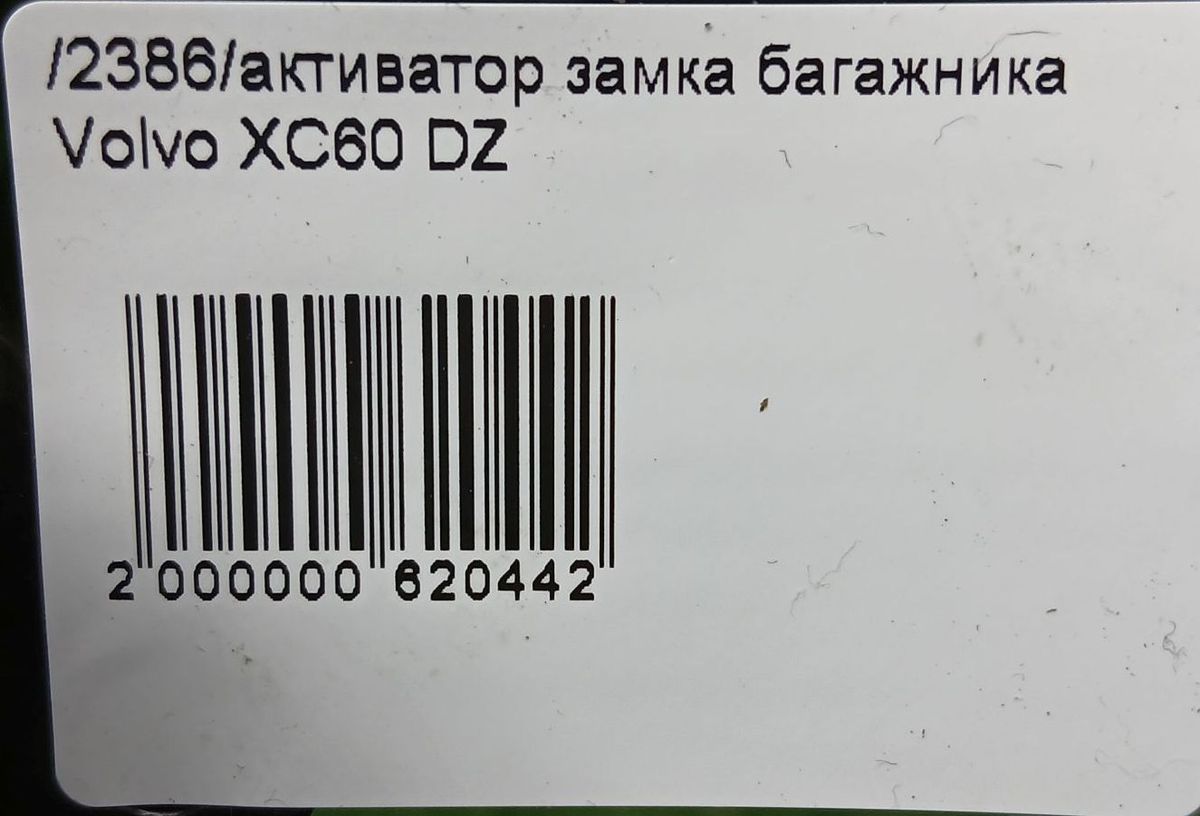 /2386/активатор замка багажника
Volvo XC60 DZ
2 000000 620442